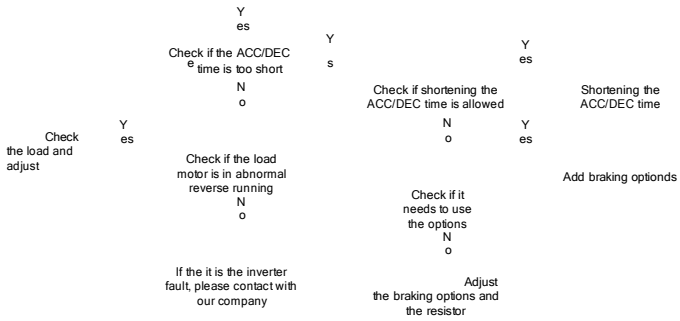 Y
es
Check if the ACC/DEC
e time is too short
Y
s
Y
es
N
o
Check if shortening the
ACC/DEC time is allowed
Shortening the
ACC/DEC time
Y
es
Check
the load and
adjust
N
o
Y
es
Check if the load
motor is in abnormal
reverse running
N
o
Add braking optionds
Check if it
needs to use
the options
N
o
If the it is the inverter
fault, please contact with
our company
Adjust
the braking options and
the resistor